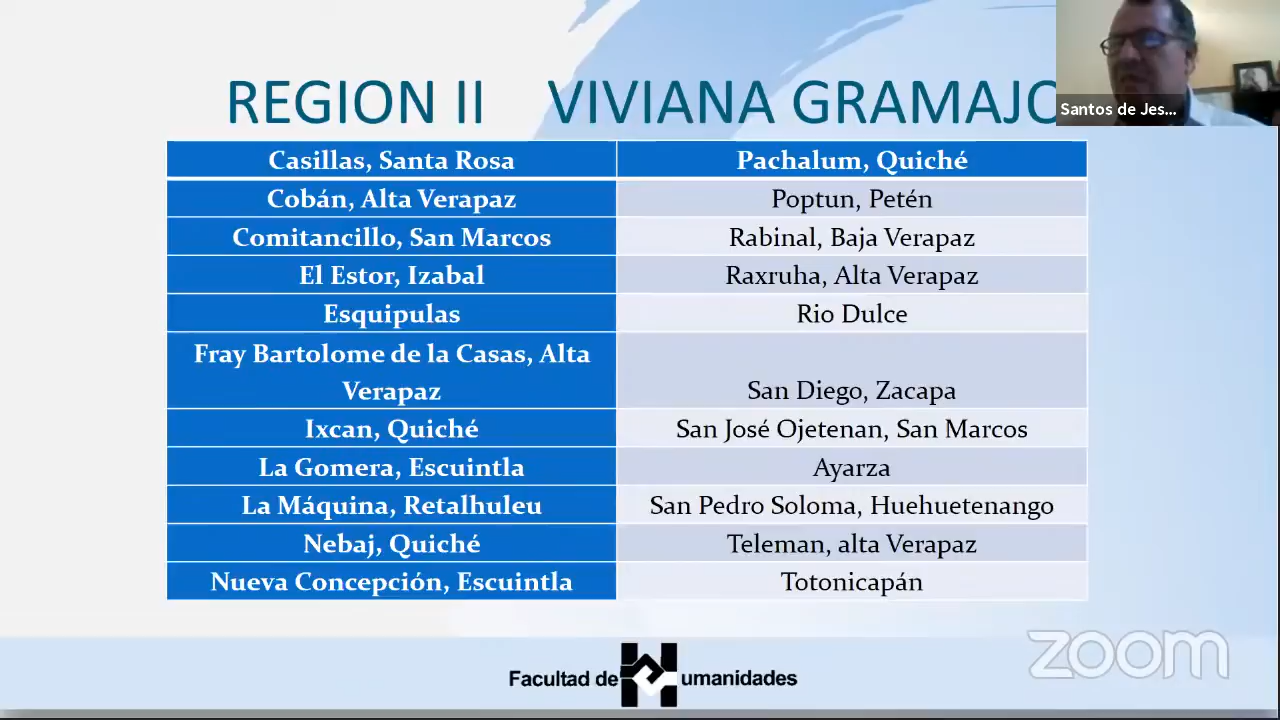 REGION II VIVIANA GRAMAJO
Santos de Jes...
Casillas, Santa Rosa Pachalum, Quiché
Cobán, Alta Verapaz Poptun, Petén
Comitancillo, San Marcos Rabinal, Baja Verapaz
El Estor, Izabal Raxruha, Alta Verapaz
Esquipulas Rio Dulce
Fray Bartolome de la Casas, Alta
Verapaz San Diego, Zacapa
Ixcan, Quiché San José Ojetenan, San Marcos
La Gomera, Escuintla Ayarza
La Máquina, Retalhuleu San Pedro Soloma, Huehuetenango
Nebaj, Quiché Teleman, alta Verapaz
Nueva Concepción, Escuintla Totonicapán
zoom
Facultad de Humanidades